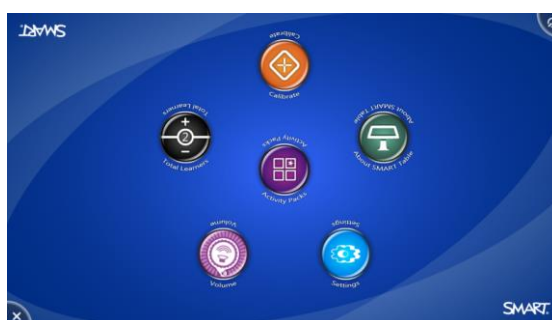 SMART
Calibrate
Calibrate
Total Learners
+
2
−
Total Learners
About SMART Table
About SMART Table
Activity Packs
Activity Packs
Volume
Volume
Settings
Settings
SMART.